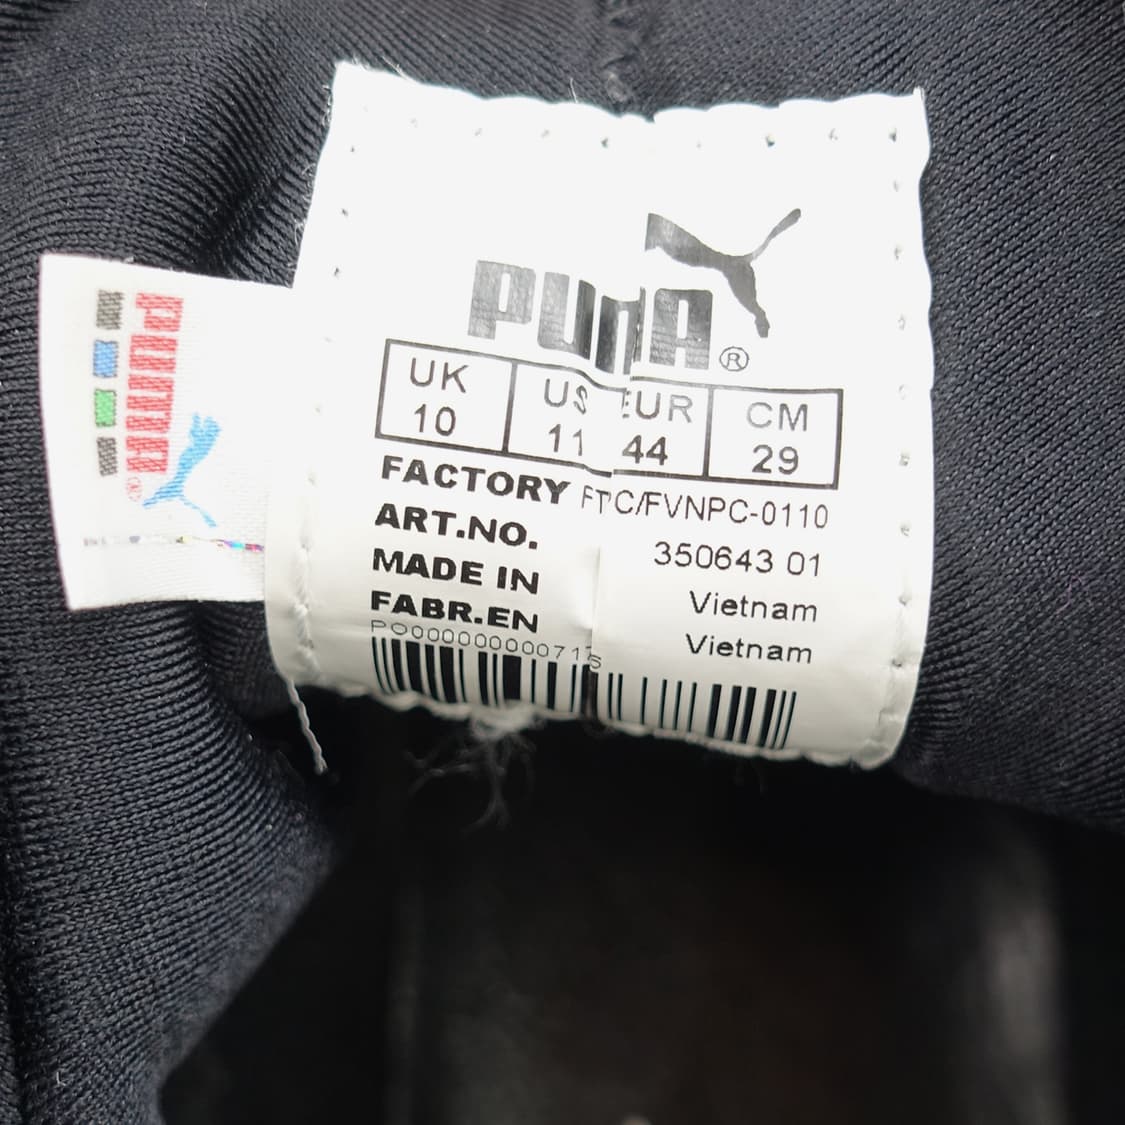 PUMA
PUMA ®
UK US EUR CM
10 11 44 29
FACTORY FTPC/FVNPC-0110
ART.NO. 350643 01
MADE IN Vietnam
FABR.EN Vietnam